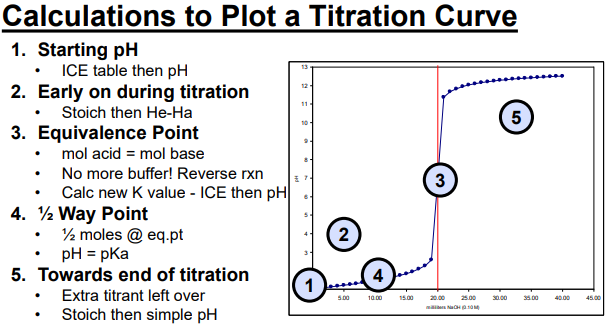 Calculations to Plot a Titration Curve
1. Starting pH
• ICE table then pH
2. Early on during titration
• Stoich then He-Ha
3. Equivalence Point
• mol acid = mol base
• No more buffer! Reverse rxn
• Calc new K value - ICE then pH
4. ½ Way Point
• ½ moles @ eq.pt
• pH = pKa
5. Towards end of titration
• Extra titrant left over
• Stoich then simple pH
13
12
11
10
9
8
pH
7
6
5
4
3
1
2
3
4
5
5.00 10.00 15.00 20.00 25.00 30.00 35.00 40.00 45.00
milliliters NaOH (0.10 M)